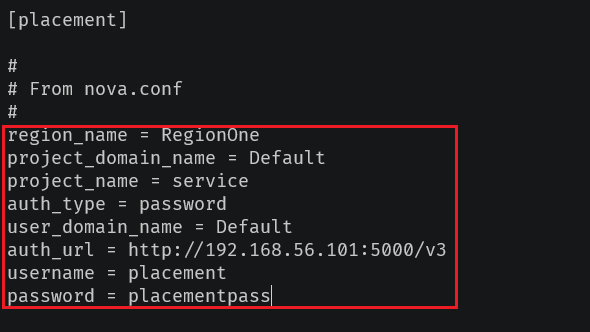 [placement]
#
# From nova.conf
#
region_name = RegionOne
project_domain_name = Default
project_name = service
auth_type = password
user_domain_name = Default
auth_url = http://192.168.56.101:5000/v3
username = placement
password = placementpass